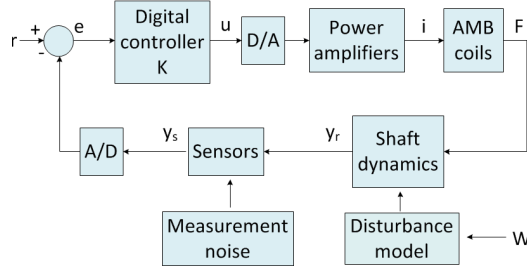 r
+
-
e
Digital
controller
K
u
D/A
Power
amplifiers
i
AMB
coils
F
A/D
ys
Sensors
yr
Shaft
dynamics
Measurement
noise
Disturbance
model
W